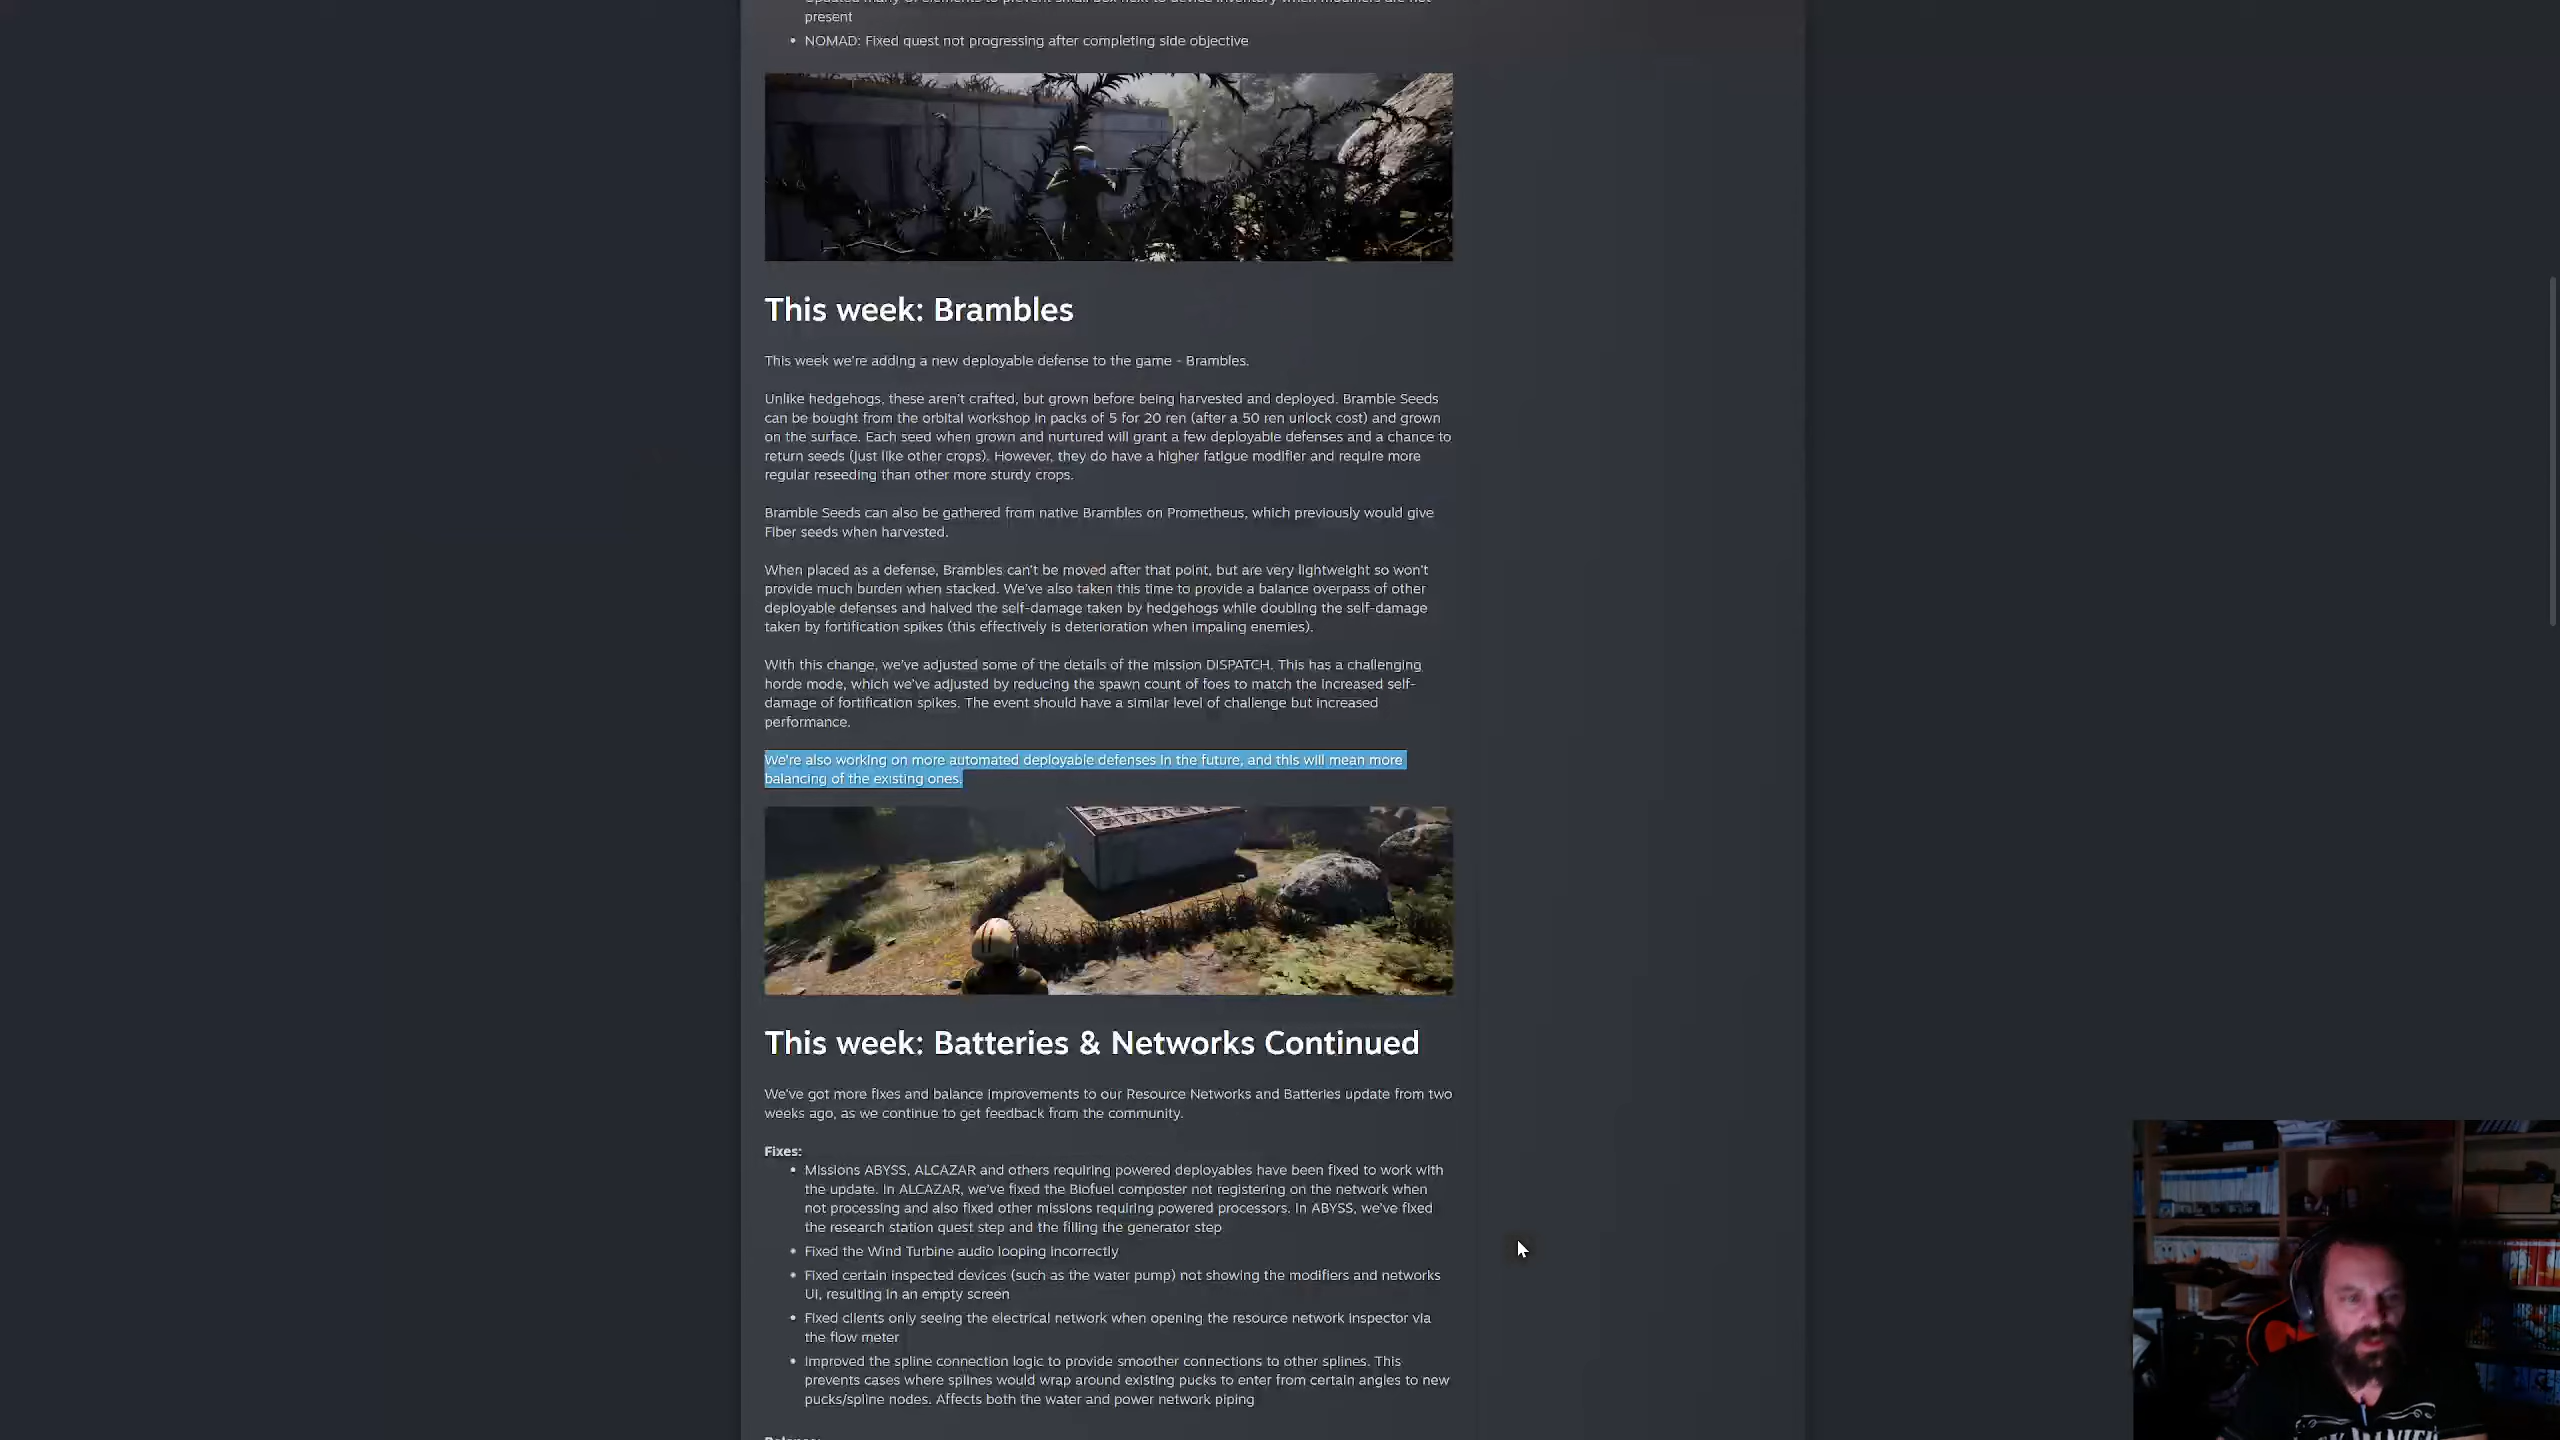 present
• NOMAD: Fixed quest not progressing after completing side objective
This week: Brambles
This week we're adding a new deployable defense to the game - Brambles.
Unlike hedgehogs, these aren't crafted, but grown before being harvested and deployed. Bramble Seeds
can be bought from the orbital workshop in packs of 5 for 20 ren (after a 50 ren unlock cost) and grown
on the surface. Each seed when grown and nurtured will grant a few deployable defenses and a chance to
return seeds (just like other crops). However, they do have a higher fatigue modifier and require more
regular reseeding than other more sturdy crops.
Bramble Seeds can also be gathered from native Brambles on Prometheus, which previously would give
Fiber seeds when harvested.
When placed as a defense, Brambles can't be moved after that point, but are very lightweight so won't
provide much burden when stacked. We've also taken this time to provide a balance overpass of other
deployable defenses and halved the self-damage taken by hedgehogs while doubling the self-damage
taken by fortification spikes (this effectively is deterioration when impaling enemies).
With this change, we've adjusted some of the details of the mission DISPATCH. This has a challenging
horde mode, which we've adjusted by reducing the spawn count of foes to match the increased self-
damage of fortification spikes. The event should have a similar level of challenge but increased
performance.
We're also working on more automated deployable defenses in the future, and this will mean more
balancing of the existing ones.
This week: Batteries & Networks Continued
We've got more fixes and balance improvements to our Resource Networks and Batteries update from two
weeks ago, as we continue to get feedback from the community.
Fixes:
• Missions ABYSS, ALCAZAR and others requiring powered deployables have been fixed to work with
the update. In ALCAZAR, we've fixed the Biofuel composter not registering on the network when
not processing and also fixed other missions requiring powered processors. In ABYSS, we've fixed
the research station quest step and the filling the generator step
• Fixed the Wind Turbine audio looping incorrectly
• Fixed certain inspected devices (such as the water pump) not showing the modifiers and networks
UI, resulting in an empty screen
• Fixed clients only seeing the electrical network when opening the resource network inspector via
the flow meter
• Improved the spline connection logic to provide smoother connections to other splines. This
prevents cases where splines would wrap around existing pucks to enter from certain angles to new
pucks/spline nodes. Affects both the water and power network piping